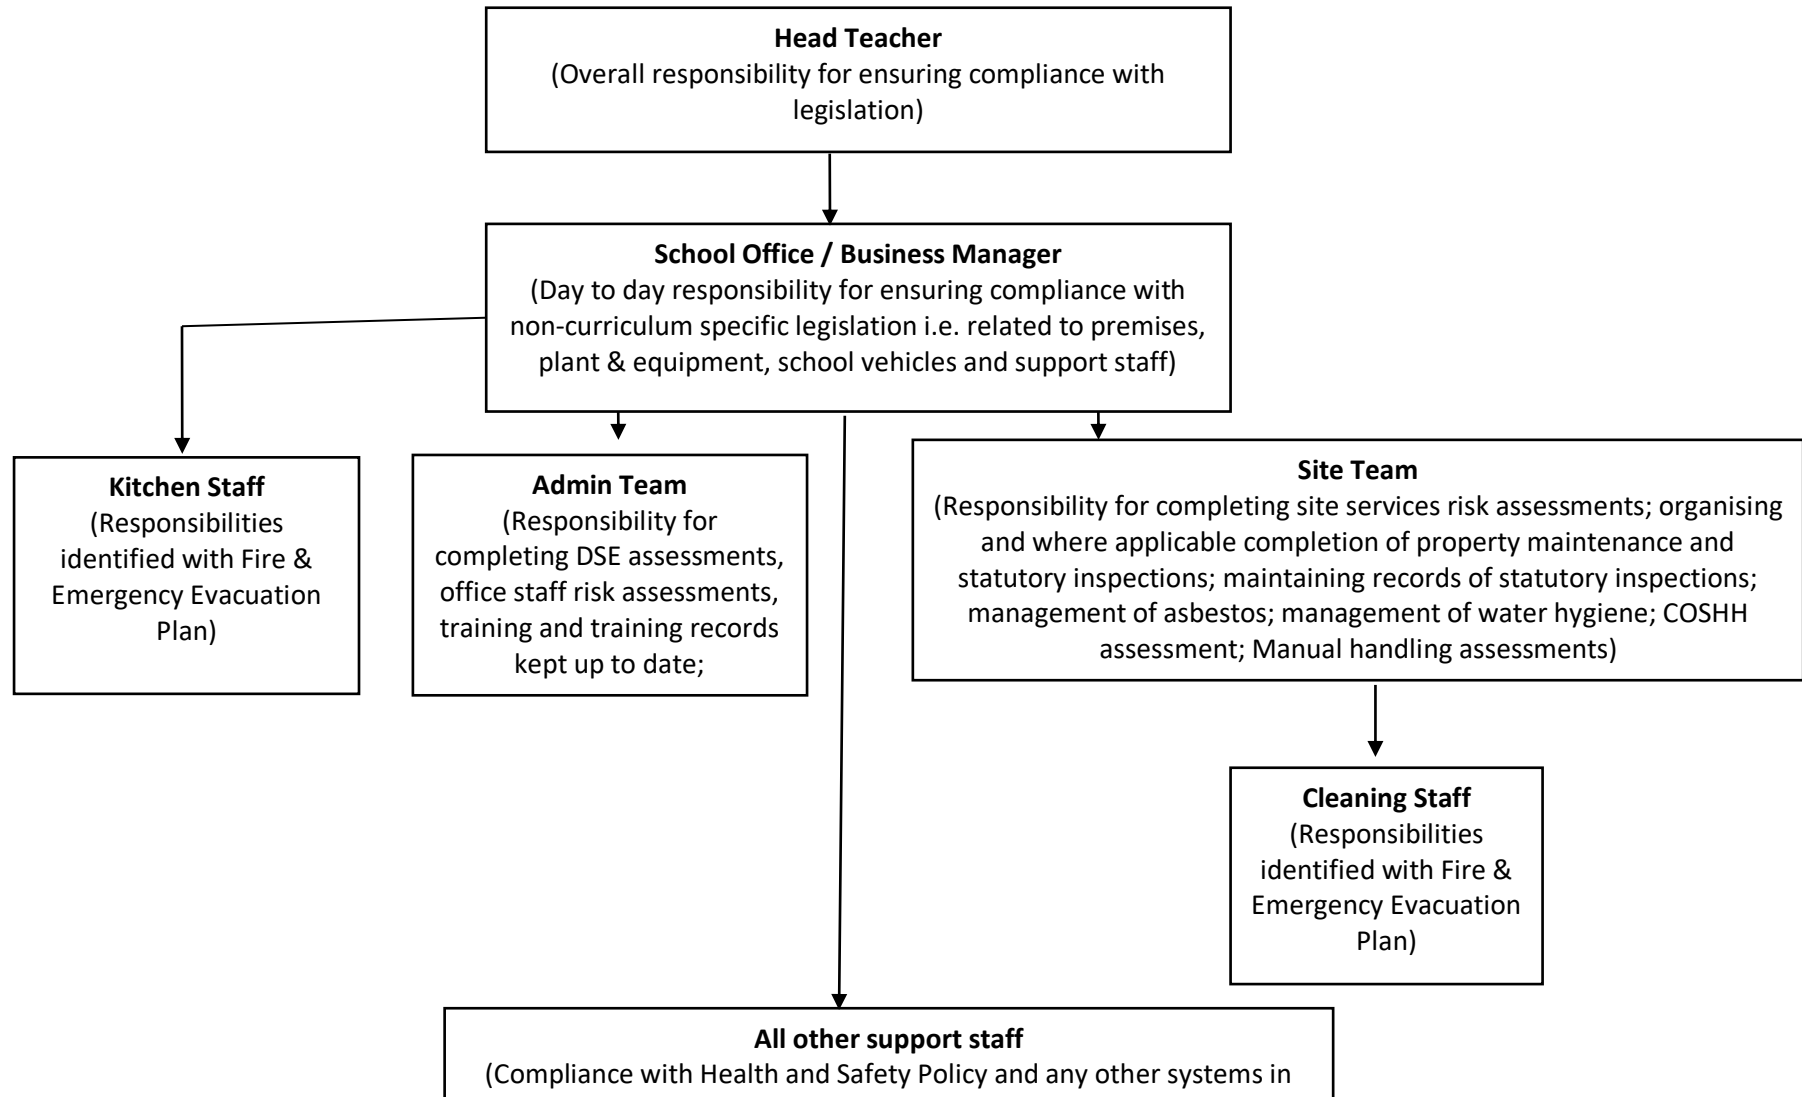 Head Teacher
(Overall responsibility for ensuring compliance with
legislation)
School Office / Business Manager
(Day to day responsibility for ensuring compliance with
non-curriculum specific legislation i.e. related to premises,
plant & equipment, school vehicles and support staff)
Kitchen Staff
(Responsibilities
identified with Fire &
Emergency Evacuation
Plan)
Admin Team
(Responsibility for
completing DSE assessments,
office staff risk assessments,
training and training records
kept up to date;
Site Team
(Responsibility for completing site services risk assessments; organising
and where applicable completion of property maintenance and
statutory inspections; maintaining records of statutory inspections;
management of asbestos; management of water hygiene; COSHH
assessment; Manual handling assessments)
Cleaning Staff
(Responsibilities
identified with Fire &
Emergency Evacuation
Plan)
All other support staff
(Compliance with Health and Safety Policy and any other systems in